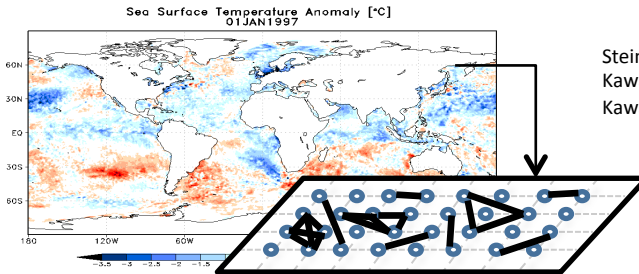 Sea Surface Temperature Anomaly [°C]
01JAN1997
Stein
Kaw
Kaw
60N
30N
EQ
30S
60S
180 120W 60W
-3.5 -3 -2.5 -2 -1.5